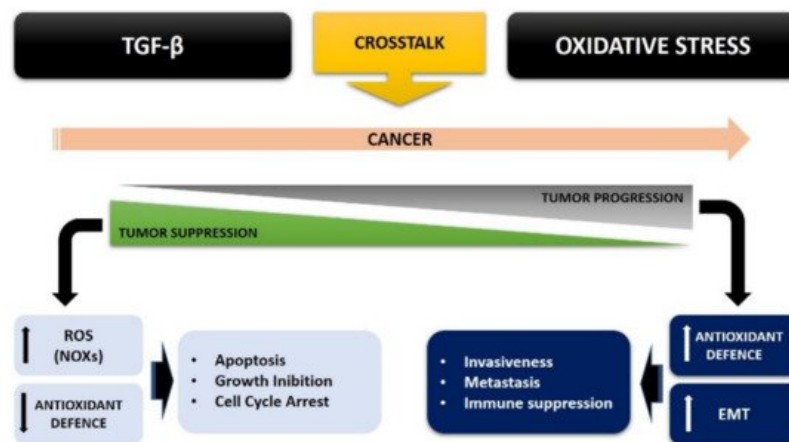 TGF-β
CROSSTALK
OXIDATIVE STRESS
CANCER
TUMOR PROGRESSION
TUMOR SUPPRESSION
ROS
(NOXs)
ANTIOXIDANT
DEFENCE
• Apoptosis
• Growth Inibition
• Cell Cycle Arrest
• Invasiveness
• Metastasis
• Immune suppression
ANTIOXIDANT
DEFENCE
EMT